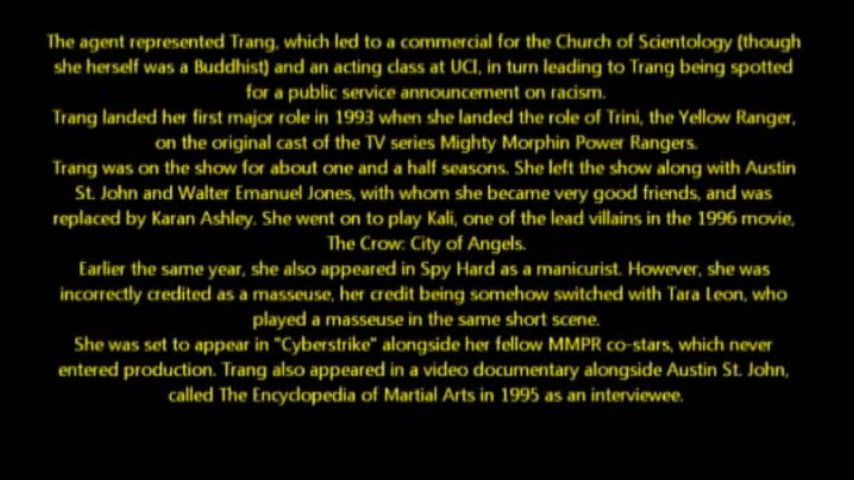 The agent represented Trang, which led to a commercial for the Church of Scientology (though
she herself was a Buddhist) and an acting class at UCI, in turn leading to Trang being spotted
for a public service announcement on racism.
Trang landed her first major role in 1993 when she landed the role of Trini, the Yellow Ranger,
on the original cast of the TV series Mighty Morphin Power Rangers.
Trang was on the show for about one and a half seasons. She left the show along with Austin
St. John and Walter Emanuel Jones, with whom she became very good friends, and was
replaced by Karan Ashley. She went on to play Kali, one of the lead villains in the 1996 movie,
The Crow: City of Angels.
Earlier the same year, she also appeared in Spy Hard as a manicurist. However, she was
incorrectly credited as a masseuse, her credit being somehow switched with Tara Leon, who
played a masseuse in the same short scene.
She was set to appear in "Cyberstrike" alongside her fellow MMPR co-stars, which never
entered production. Trang also appeared in a video documentary alongside Austin St. John,
called The Encyclopedia of Martial Arts in 1995 as an interviewee.